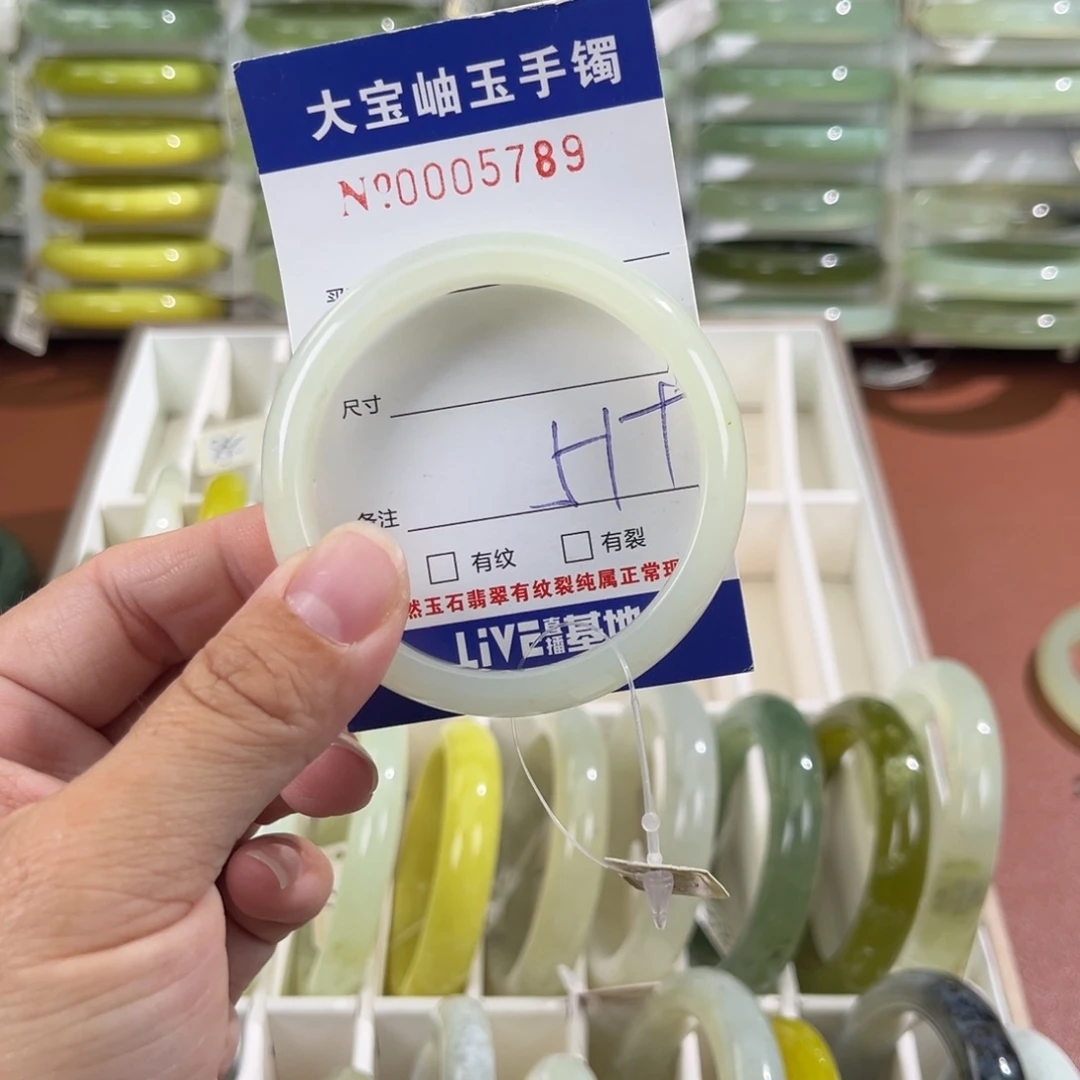 大宝岫玉手镯
Nº0005789
尺寸
备注
有纹 有裂
然玉石翡翠有纹裂纯属正常现
LiVE直播基地